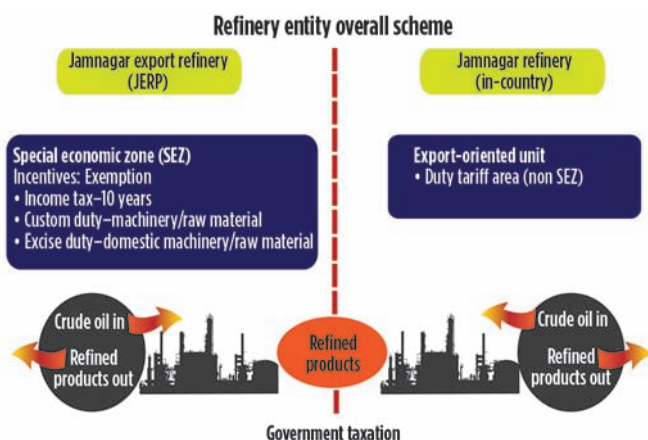 Refinery entity overall scheme
Jamnagar export refinery
(JERP)
Jamnagar refinery
(in-country)
Special economic zone (SEZ)
Incentives: Exemption
• Income tax–10 years
• Custom duty–machinery/raw material
• Excise duty–domestic machinery/raw material
Export-oriented unit
• Duty tariff area (non SEZ)
Crude oil in
Refined
products out
Refined
products
Crude oil in
Refined
products out
Government taxation